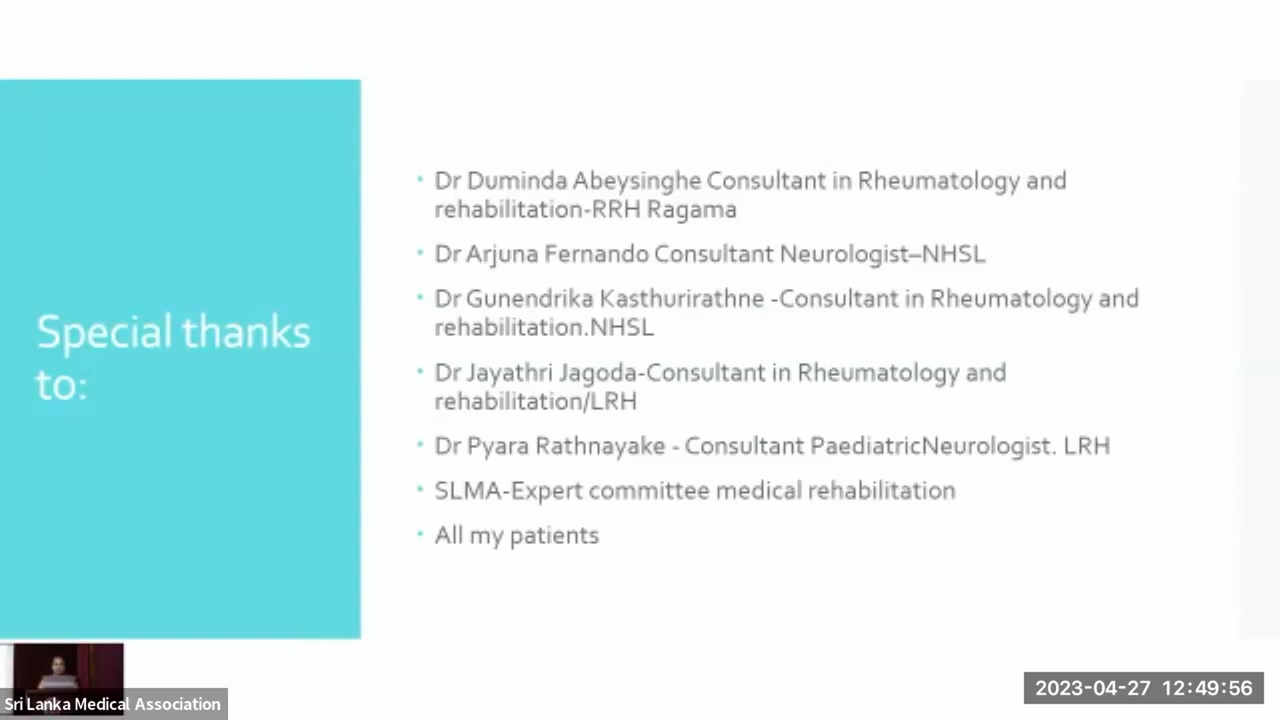 Special thanks
to:
Dr Duminda Abeysinghe Consultant in Rheumatology and
rehabilitation-RRH Ragama
Dr Arjuna Fernando Consultant Neurologist–NHSL
Dr Gunendrika Kasthurirathne -Consultant in Rheumatology and
rehabilitation.NHSL
Dr Jayathri Jagoda-Consultant in Rheumatology and
rehabilitation/LRH
Dr Pyara Rathnayake - Consultant PaediatricNeurologist. LRH
SLMA-Expert committee medical rehabilitation
All my patients
Sri Lanka Medical Association
2023-04-27 12:49:56